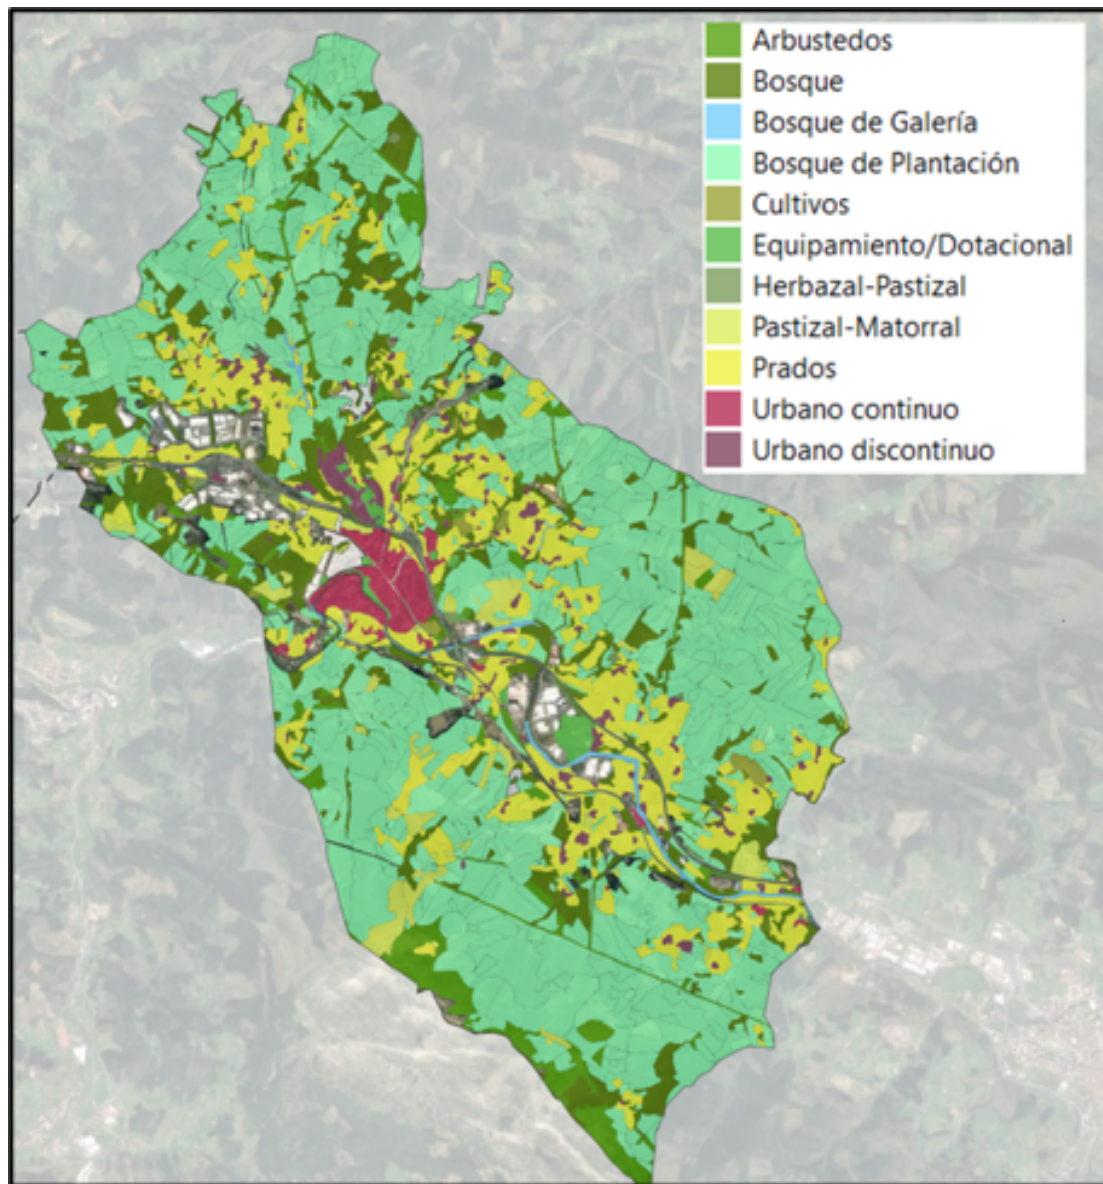 Arbustedos
Bosque
Bosque de Galería
Bosque de Plantación
Cultivos
Equipamiento/Dotacional
Herbazal-Pastizal
Pastizal-Matorral
Prados
Urbano continuo
Urbano discontinuo